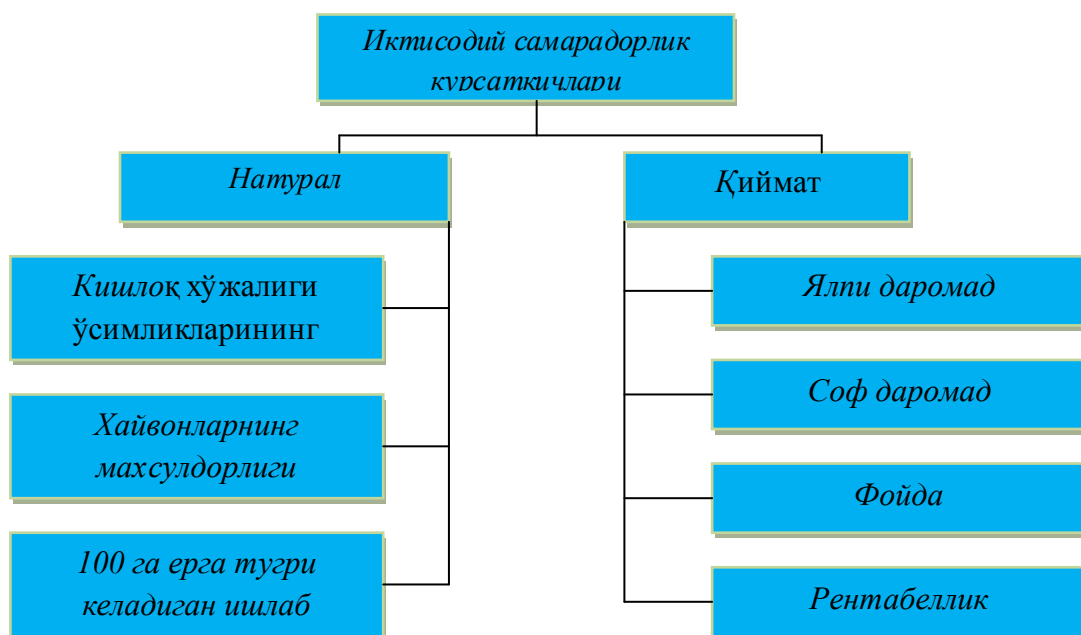 Иктисодий самарадорлик
курсаткичлари
Натурал
Қиймат
Кишлоқ хўжалиги
ўсимликларининг
Хайвонларнинг
махсулдорлиги
100 га ерга тугри
келадиган ишлаб
Ялпи даромад
Соф даромад
Фойда
Рентабеллик